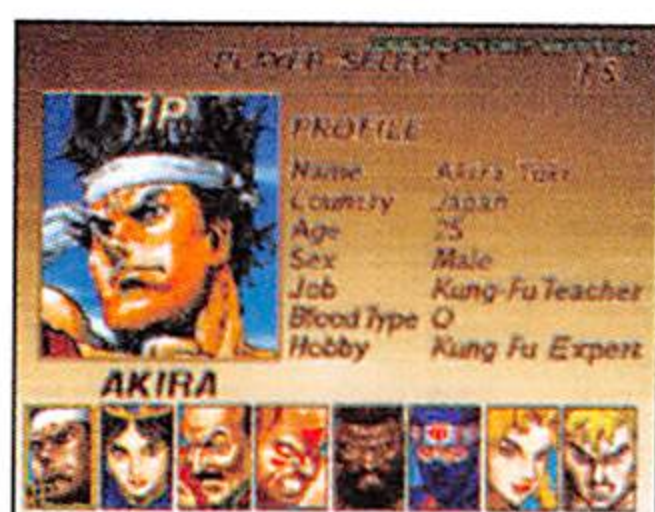 PLAYER SELECT
15
1P
PROFILE
Name Akira Yuki
Country Japan
Age 25
Sex Male
Job Kung-Fu Teacher
Blood Type O
Hobby Kung Fu Expert
AKIRA